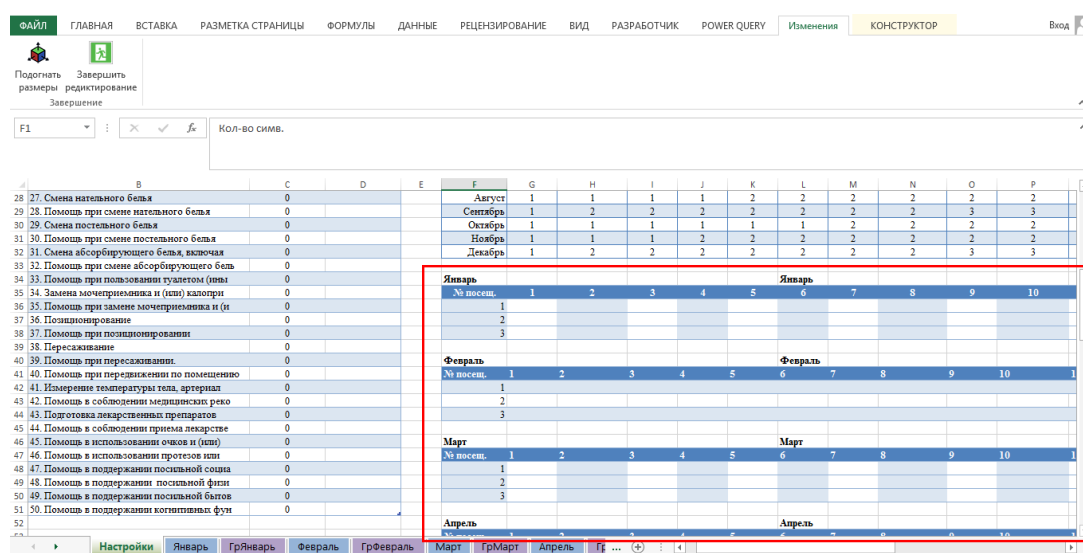 ФАЙЛ ГЛАВНАЯ ВСТАВКА РАЗМЕТКА СТРАНИЦЫ ФОРМУЛЫ ДАННЫЕ РЕЦЕНЗИРОВАНИЕ ВИД РАЗРАБОТЧИК POWER QUERY Изменения КОНСТРУКТОР Вход
Подогнать размеры
Завершить редиктирование
Завершение
F1 fx Кол-во симв.
B C D E F G H I J K L M N O P
28 27. Смена нательного белья 0 Август 1 1 1 1 2 2 2 2 2 2
29 28. Помощь при смене нательного белья 0 Сентябрь 1 2 2 2 2 2 2 2 3 3
30 29. Смена постельного белья 0 Октябрь 1 1 1 1 1 1 2 2 2 2
31 30. Помощь при смене постельного белья 0 Ноябрь 1 1 1 2 2 2 2 2 2 2
32 31. Смена абсорбирующего белья, включая 0 Декабрь 1 2 2 2 2 2 2 2 3 3
33 32. Помощь при смене абсорбирующего бель 0
34 33. Помощь при пользовании туалетом (ины 0 Январь Январь
35 34. Замена мочеприемника и (или) калопри 0 № посещ. 1 2 3 4 5 6 7 8 9 10
36 35. Помощь при замене мочеприемника и (и 0 1
37 36. Позиционирование 0 2
38 37. Помощь при позиционировании 0 3
39 38. Пересаживание 0
40 39. Помощь при пересаживании. 0 Февраль Февраль
41 40. Помощь при передвижении по помещению 0 № посещ. 1 2 3 4 5 6 7 8 9 10 1
42 41. Измерение температуры тела, артериал 0 1
43 42. Помощь в соблюдении медицинских реко 0 2
44 43. Подготовка лекарственных препаратов 0 3
45 44. Помощь в соблюдении приема лекарстве 0
46 45. Помощь в использовании очков и (или) 0 Март Март
47 46. Помощь в использовании протезов или 0 № посещ. 1 2 3 4 5 6 7 8 9 10 1
48 47. Помощь в поддержании посильной социа 0 1
49 48. Помощь в поддержании посильной физи 0 2
50 49. Помощь в поддержании посильной бытов 0 3
51 50. Помощь в поддержании когнитивных фун 0
52 Апрель Апрель
Настройки Январь ГрЯнварь Февраль ГрФевраль Март ГрМарт Апрель Гр ...